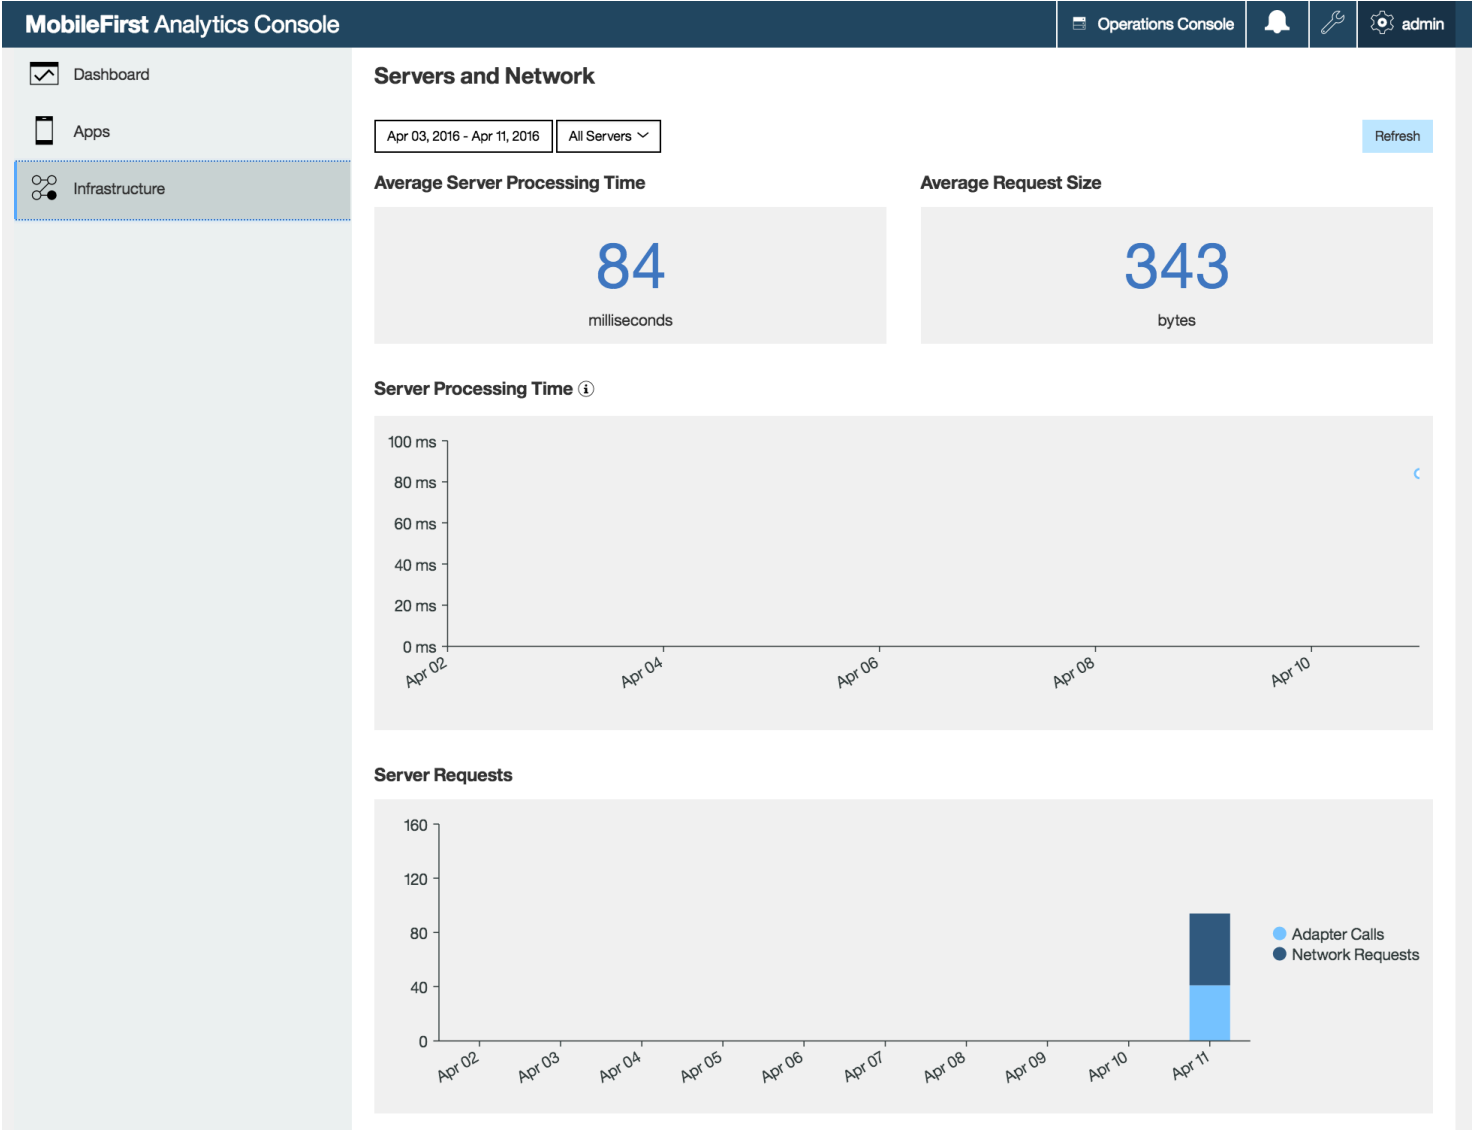 MobileFirst Analytics Console
Operations Console
admin
Dashboard
Apps
Infrastructure
Servers and Network
Apr 03, 2016 - Apr 11, 2016
All Servers
Refresh
Average Server Processing Time
Average Request Size
84
milliseconds
343
bytes
Server Processing Time
100 ms
80 ms
60 ms
40 ms
20 ms
0 ms
Apr 02 Apr 04 Apr 06 Apr 08 Apr 10
Server Requests
160
120
80
40
0
Adapter Calls
Network Requests
Apr 02 Apr 03 Apr 04 Apr 05 Apr 06 Apr 07 Apr 08 Apr 09 Apr 10 Apr 11